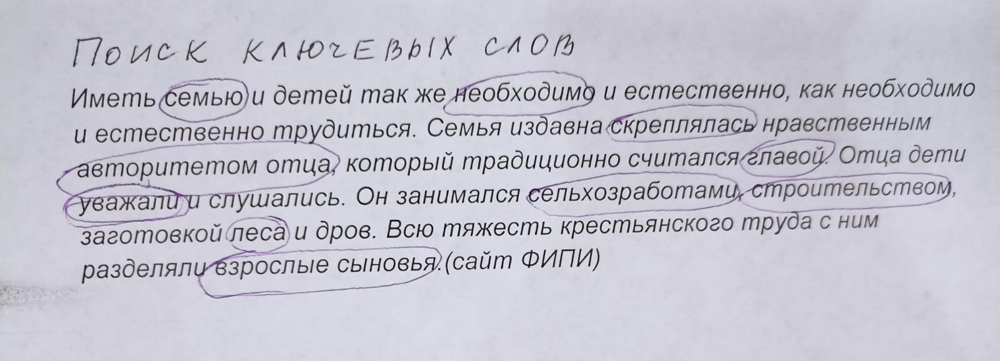 Поиск ключевых слов
Иметь семью и детей так же необходимо и естественно, как необходимо
и естественно трудиться. Семья издавна скреплялась нравственным
авторитетом отца, который традиционно считался главой. Отца дети
уважали и слушались. Он занимался сельхозработами, строительством,
заготовкой леса и дров. Всю тяжесть крестьянского труда с ним
разделяли взрослые сыновья.(сайт ФИПИ)